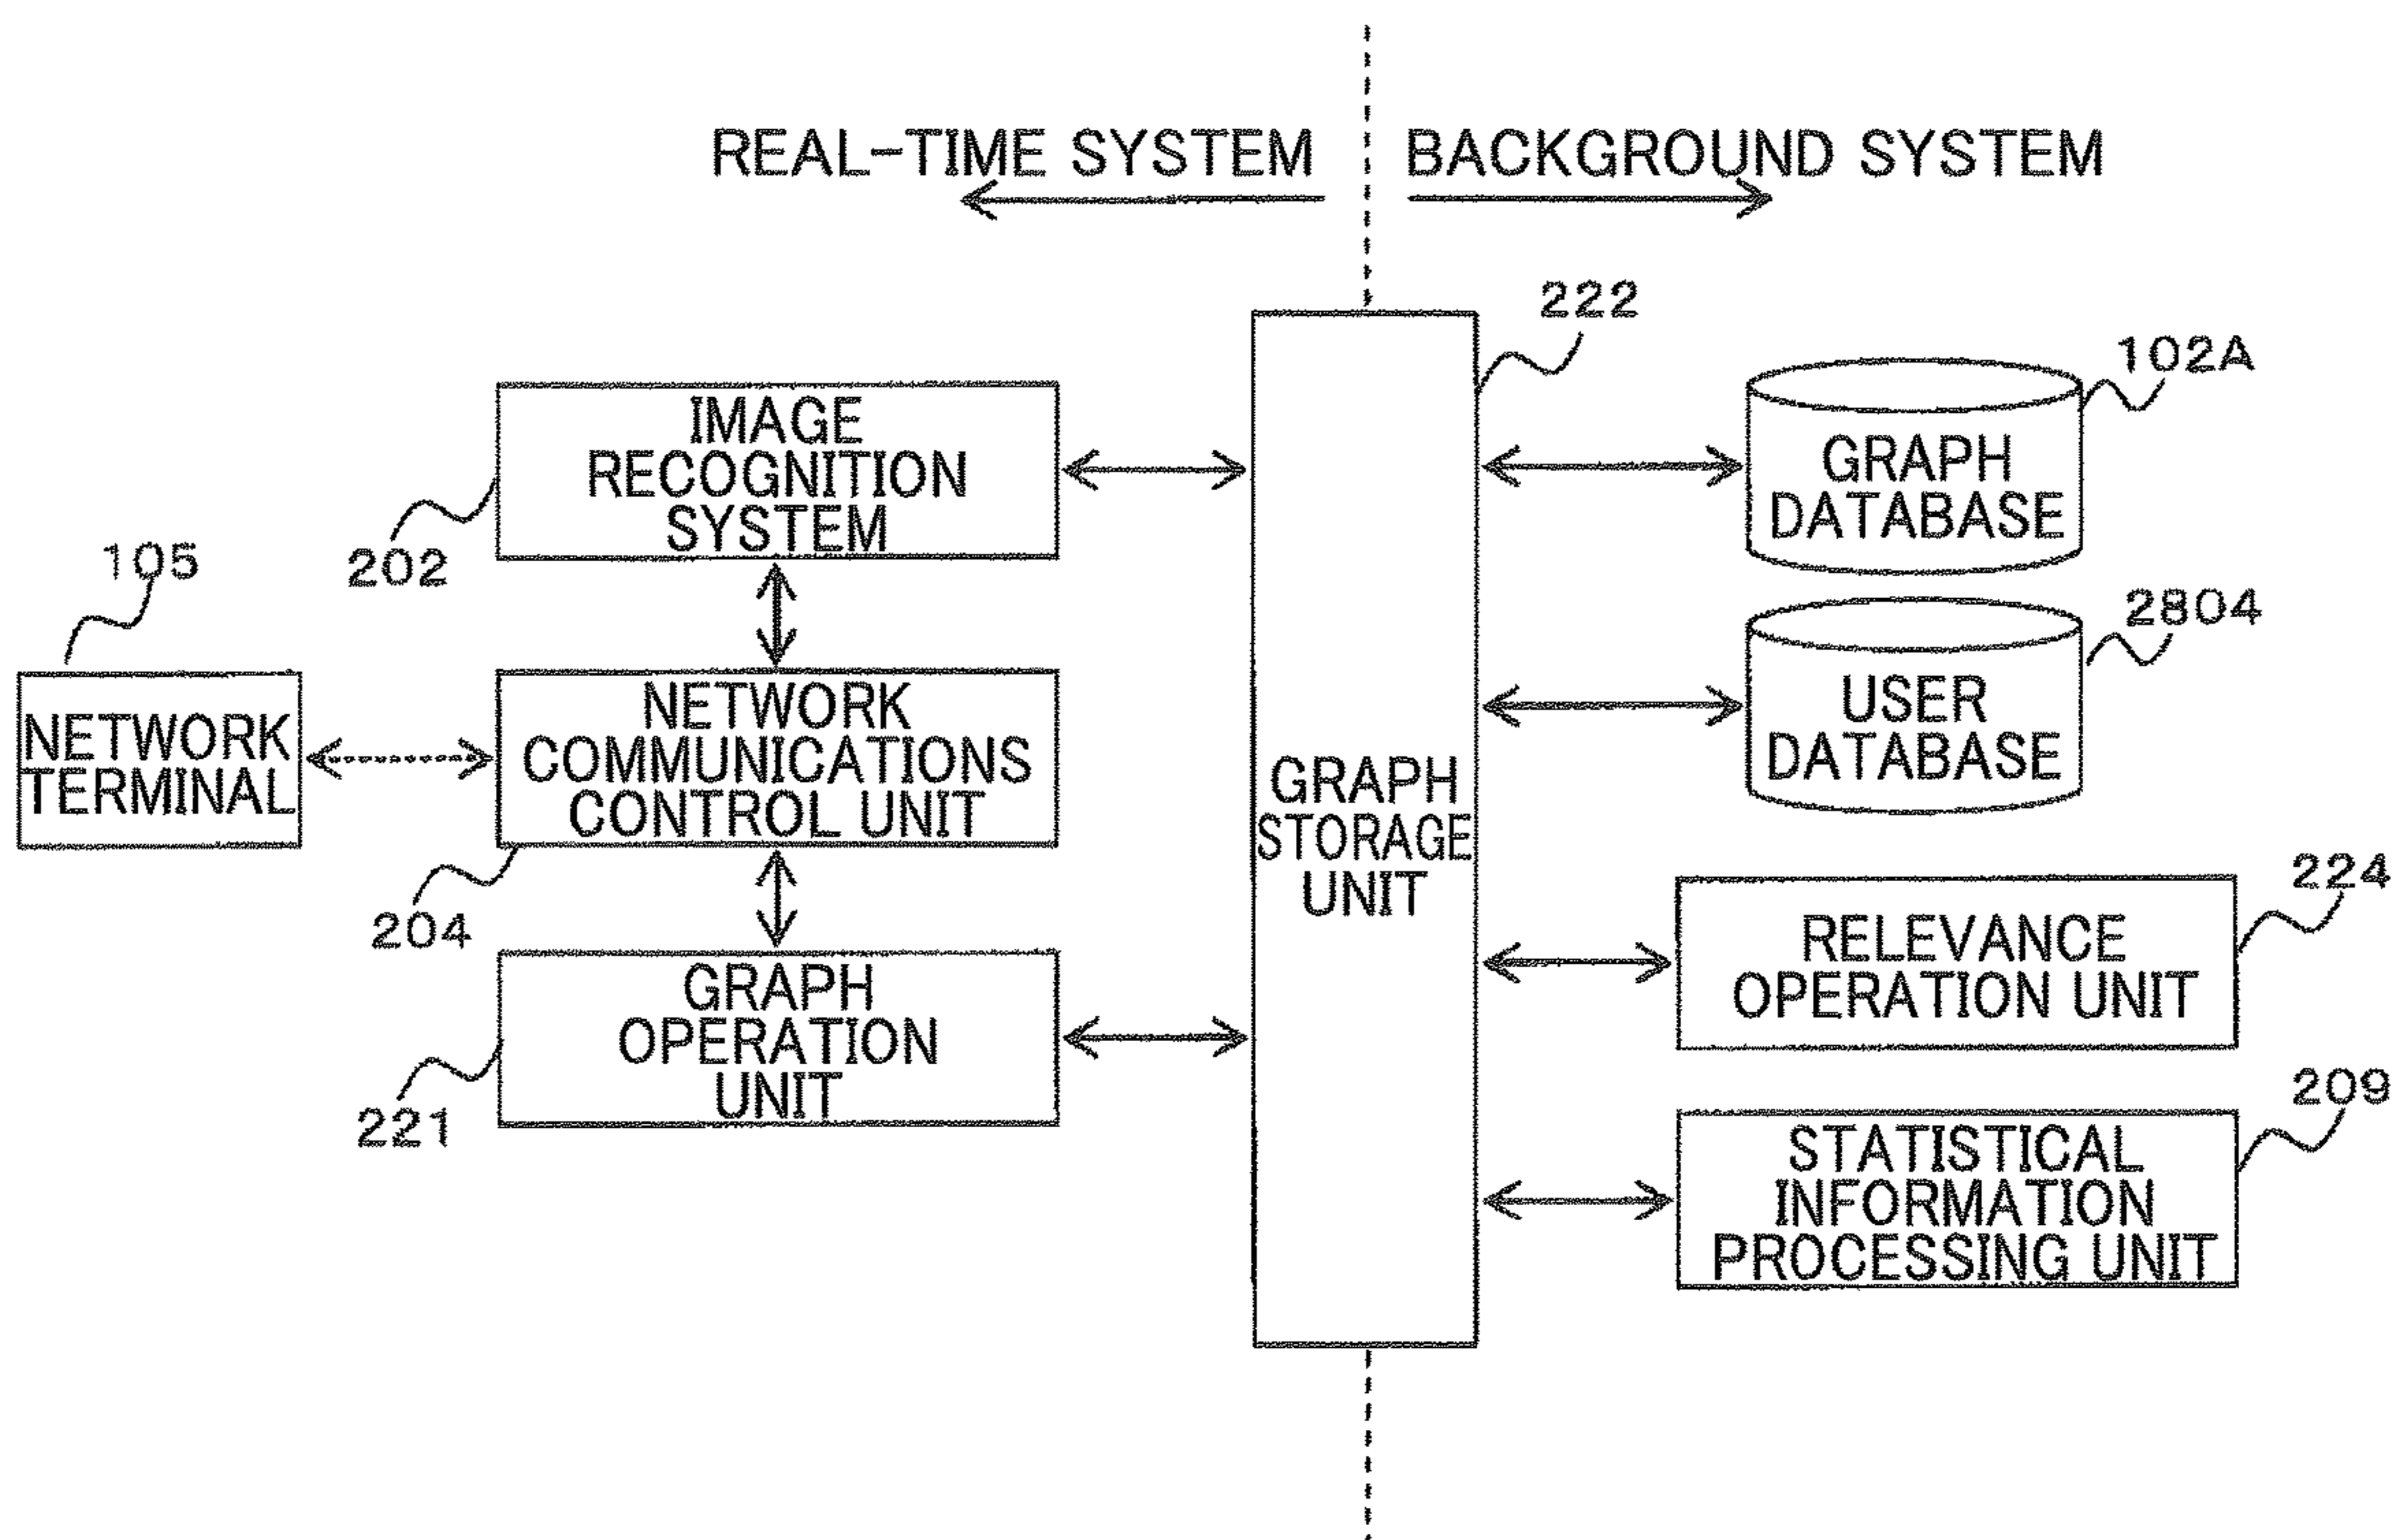 REAL-TIME SYSTEM
BACKGROUND SYSTEM
222
102A
IMAGE
RECOGNITION
SYSTEM
202
GRAPH
DATABASE
105
2804
NETWORK
TERMINAL
NETWORK
COMMUNICATIONS
CONTROL UNIT
204
GRAPH
STORAGE
UNIT
USER
DATABASE
224
RELEVANCE
OPERATION UNIT
GRAPH
OPERATION
UNIT
221
209
STATISTICAL
INFORMATION
PROCESSING UNIT